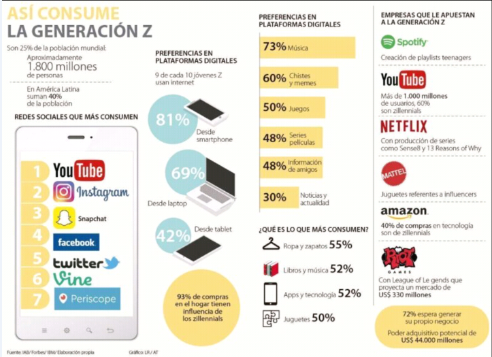 ASÍ CONSUME
LA GENERACIÓN Z
Son 25% de la población mundial
Aproximadamente
1.800 millones
de personas
En América Latina
suman 40%
de la población
REDES SOCIALES QUE MÁS CONSUMEN
1 YouTube
2 Instagram
3 Snapchat
4 facebook
5 twitter
6 Vine
7 Periscope
PREFERENCIAS EN
PLATAFORMAS DIGITALES
9 de cada 10 jóvenes Z
usan internet
81%
Desde
smartphone
69%
Desde laptop
42%
Desde tablet
93% de compras
en el hogar tienen
influencia de
los zillennials
PREFERENCIAS EN
PLATAFORMAS DIGITALES
73% Música
60% Chistes y
memes
50% Juegos
48% Series
películas
48% Información
de amigos
30% Noticias y
actualidad
¿QUÉ ES LO QUE MÁS CONSUMEN?
Ropa y zapatos 55%
Libros y música 52%
Apps y tecnología 52%
Juguetes 50%
EMPRESAS QUE LE APUESTAN
A LA GENERACIÓN Z
Spotify
Creación de playlists teenagers
YouTube
Más de 1.000 millones
de usuarios, 60%
son zillennials
NETFLIX
Con producción de series
como Sense8 y 13 Reasons of Why
MATTEL
Juguetes referentes a influencers
amazon
40% de compras en tecnología
son de zillennials
RIOT
GAMES
Con League of Le gends que
proyecta un mercado de
US$ 330 millones
72% espera generar
su propio negocio
Poder adquisitivo potencial de
US$ 44.000 millones
Fuente: IAB/Forbes/ IBM/Elaboración propia
Gráfico: LR./ AT